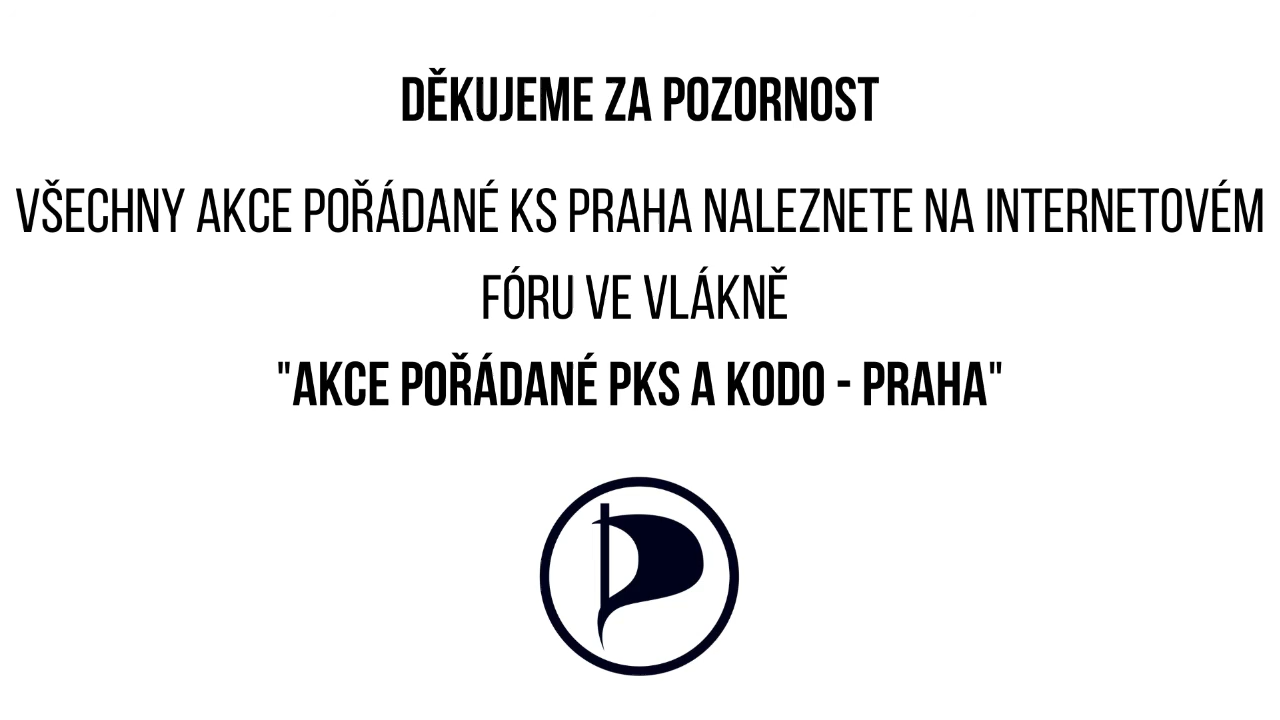 DĚKUJEME ZA POZORNOST
VŠECHNY AKCE POŘÁDANÉ KS PRAHA NALEZNETE NA INTERNETOVÉM
FÓRU VE VLÁKNĚ
"AKCE POŘÁDANÉ PKS A KODO - PRAHA"